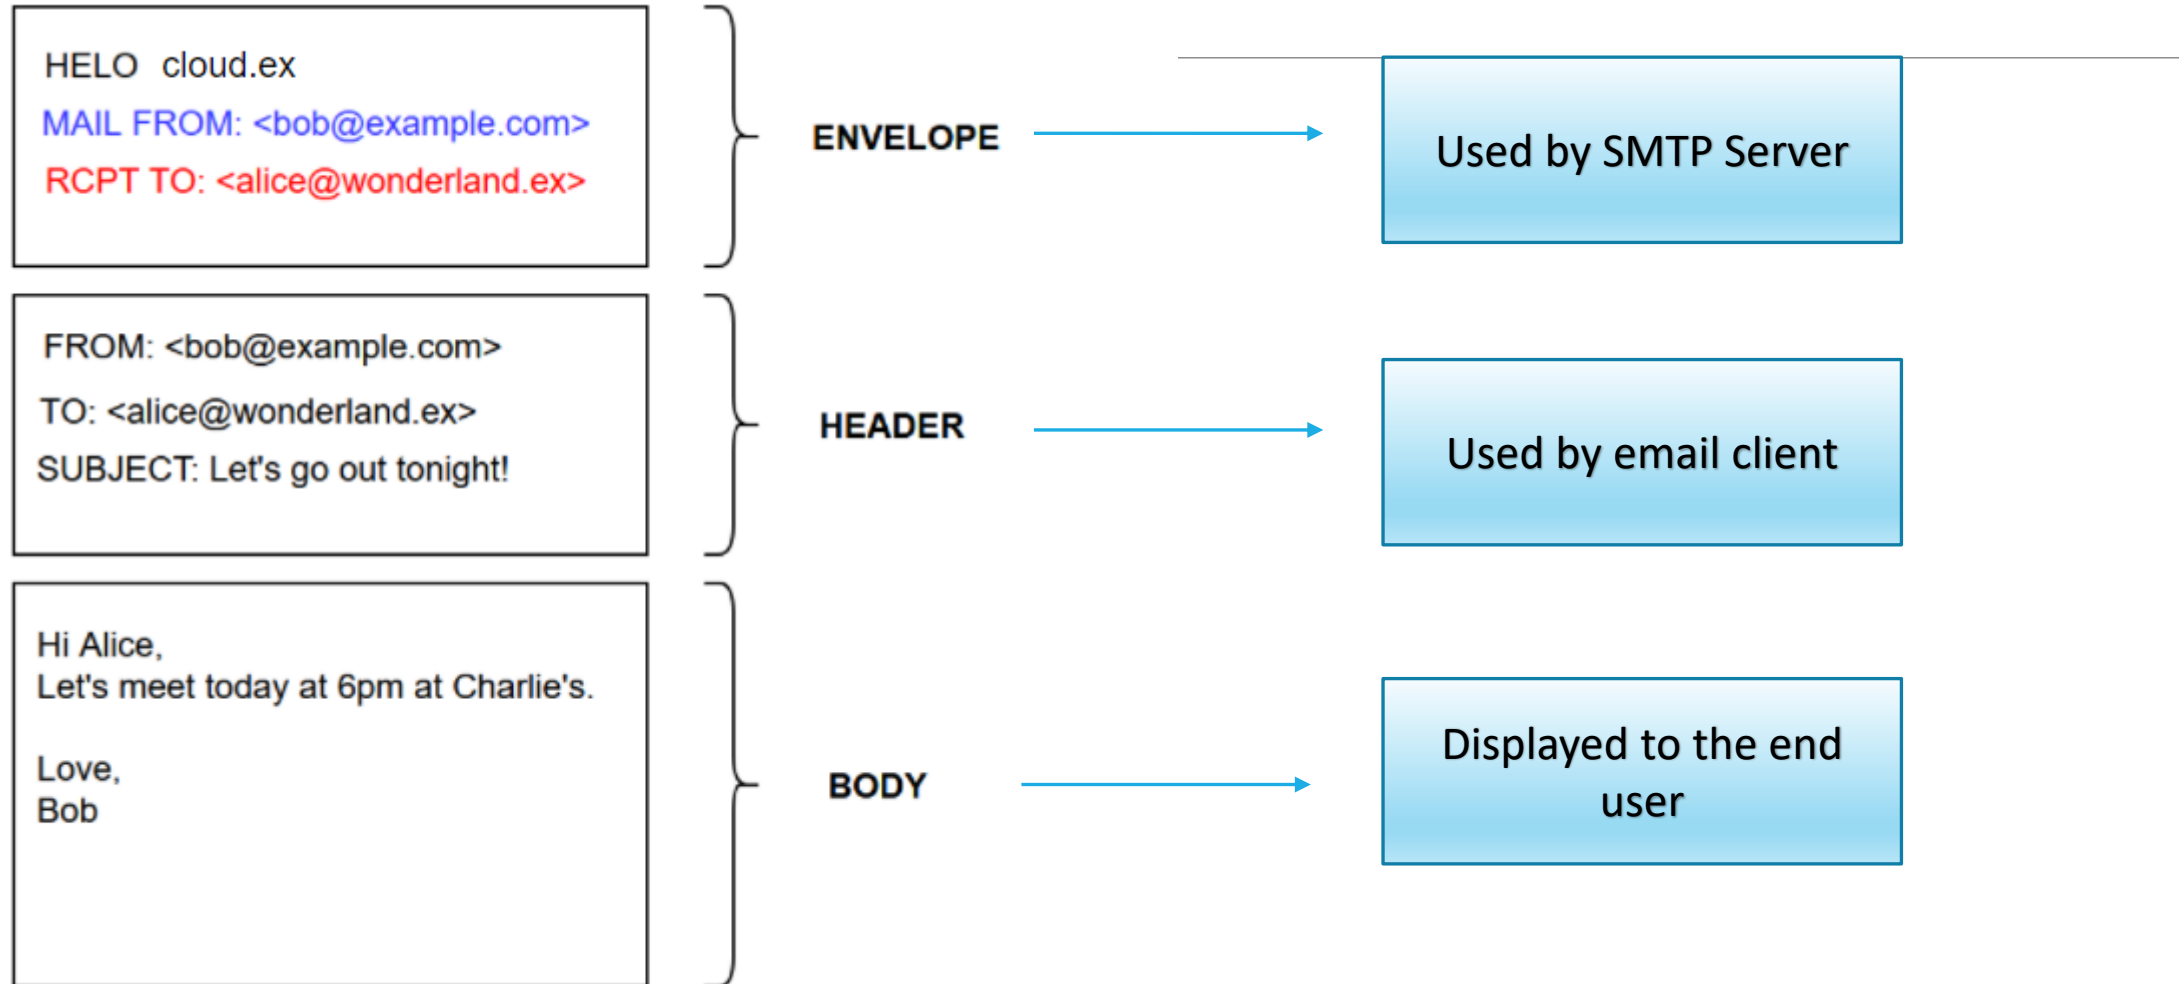 HELO cloud.ex
MAIL FROM: <bob@example.com>
RCPT TO: <alice@wonderland.ex>
ENVELOPE
Used by SMTP Server
FROM: <bob@example.com>
TO: <alice@wonderland.ex>
SUBJECT: Let's go out tonight!
HEADER
Used by email client
Hi Alice,
Let's meet today at 6pm at Charlie's.
Love,
Bob
BODY
Displayed to the end
user